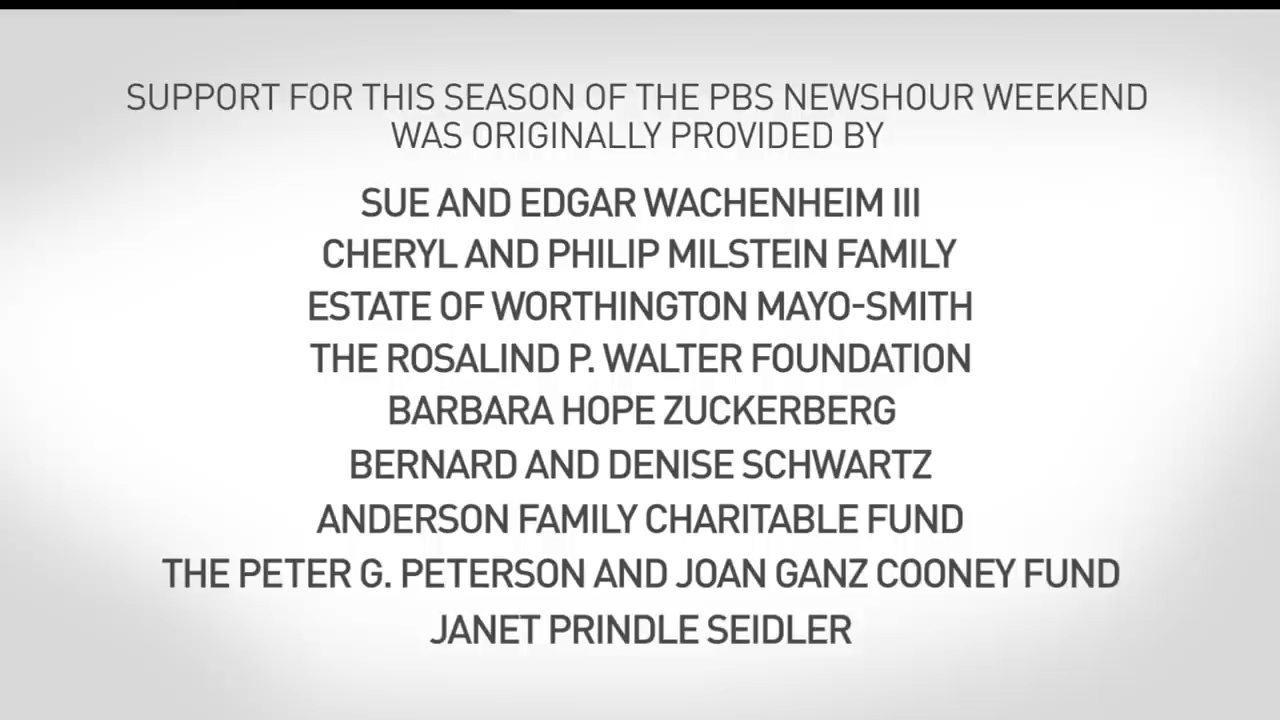 SUPPORT FOR THIS SEASON OF THE PBS NEWSHOUR WEEKEND
WAS ORIGINALLY PROVIDED BY
SUE AND EDGAR WACHENHEIM III
CHERYL AND PHILIP MILSTEIN FAMILY
ESTATE OF WORTHINGTON MAYO-SMITH
THE ROSALIND P. WALTER FOUNDATION
BARBARA HOPE ZUCKERBERG
BERNARD AND DENISE SCHWARTZ
ANDERSON FAMILY CHARITABLE FUND
THE PETER G. PETERSON AND JOAN GANZ COONEY FUND
JANET PRINDLE SEIDLER